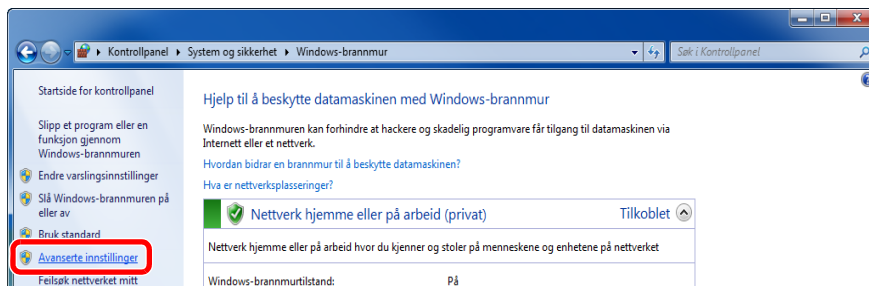 Kontrollpanel ▸ System og sikkerhet ▸ Windows-brannmur
Søk i Kontrollpanel
Startside for kontrollpanel
Slipp et program eller en
funksjon gjennom
Windows-brannmuren
Endre varslingsinnstillinger
Slå Windows-brannmuren på
eller av
Bruk standard
Avanserte innstillinger
Feilsøk nettverket mitt
Hjelp til å beskytte datamaskinen med Windows-brannmur
Windows-brannmuren kan forhindre at hackere og skadelig programvare får tilgang til datamaskinen via
Internett eller et nettverk.
Hvordan bidrar en brannmur til å beskytte datamaskinen?
Hva er nettverksplasseringer?
Nettverk hjemme eller på arbeid (privat) Tilkoblet
Nettverk hjemme eller på arbeid hvor du kjenner og stoler på menneskene og enhetene på nettverket
Windows-brannmurtilstand: På